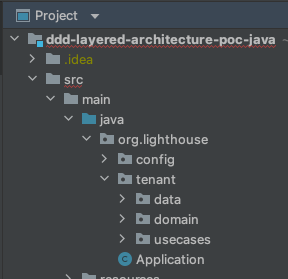 Project
ddd-layered-architecture-poc-java
.idea
src
main
java
org.lighthouse
config
tenant
data
domain
usecases
Application
resources